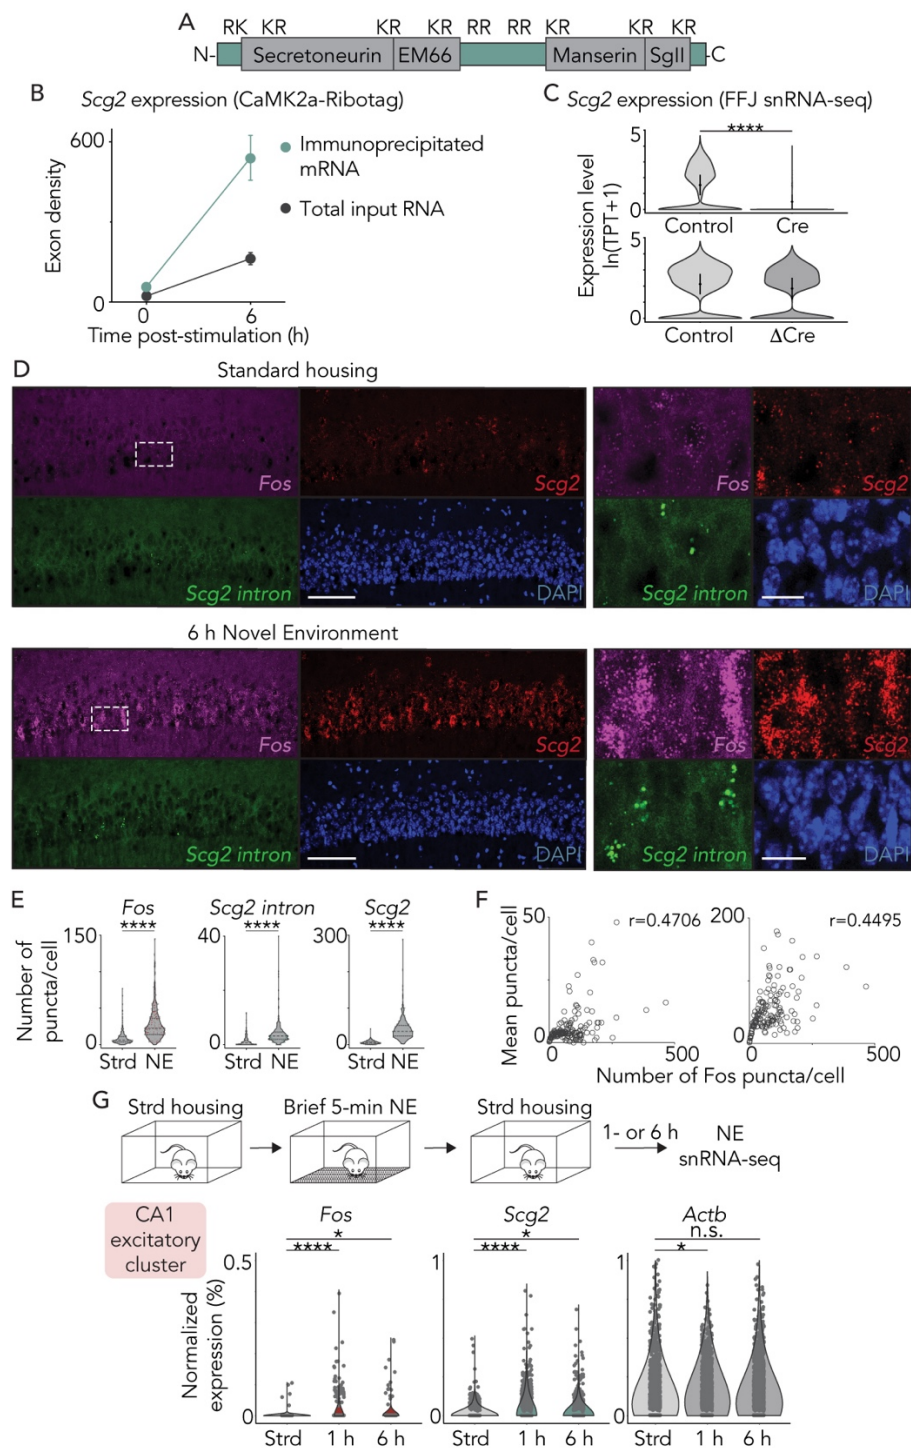 A
RK KR KR KR RR RR KR KR KR
N- Secretoneurin EM66 Manserin SgII -C
B
Scg2 expression (CaMK2a-Ribotag)
600
Exon density
0
0 6
Time post-stimulation (h)
Immunoprecipitated
mRNA
Total input RNA
C
Scg2 expression (FFJ snRNA-seq)
****
5
0
Control Cre
Expression level
ln(TPT+1)
5
0
Control ΔCre
D
Standard housing
Fos Scg2 Fos Scg2
Scg2 intron DAPI Scg2 intron DAPI
6 h Novel Environment
Fos Scg2 Fos Scg2
Scg2 intron DAPI Scg2 intron DAPI
E
Fos Scg2 intron Scg2
**** **** ****
150 40 300
Number of
puncta/cell
0 0 0
Strd NE Strd NE Strd NE
F
50 r=0.4706 200 r=0.4495
Mean puncta/cell
0 0
0 500 0 500
Number of Fos puncta/cell
G
Strd housing Brief 5-min NE Strd housing
1- or 6 h NE
snRNA-seq
CA1
excitatory
cluster
Fos Scg2 Actb
* * n.s.
**** **** *
0.5 1 1
Normalized
expression (%)
0 0 0
Strd 1 h 6 h Strd 1 h 6 h Strd 1 h 6 h